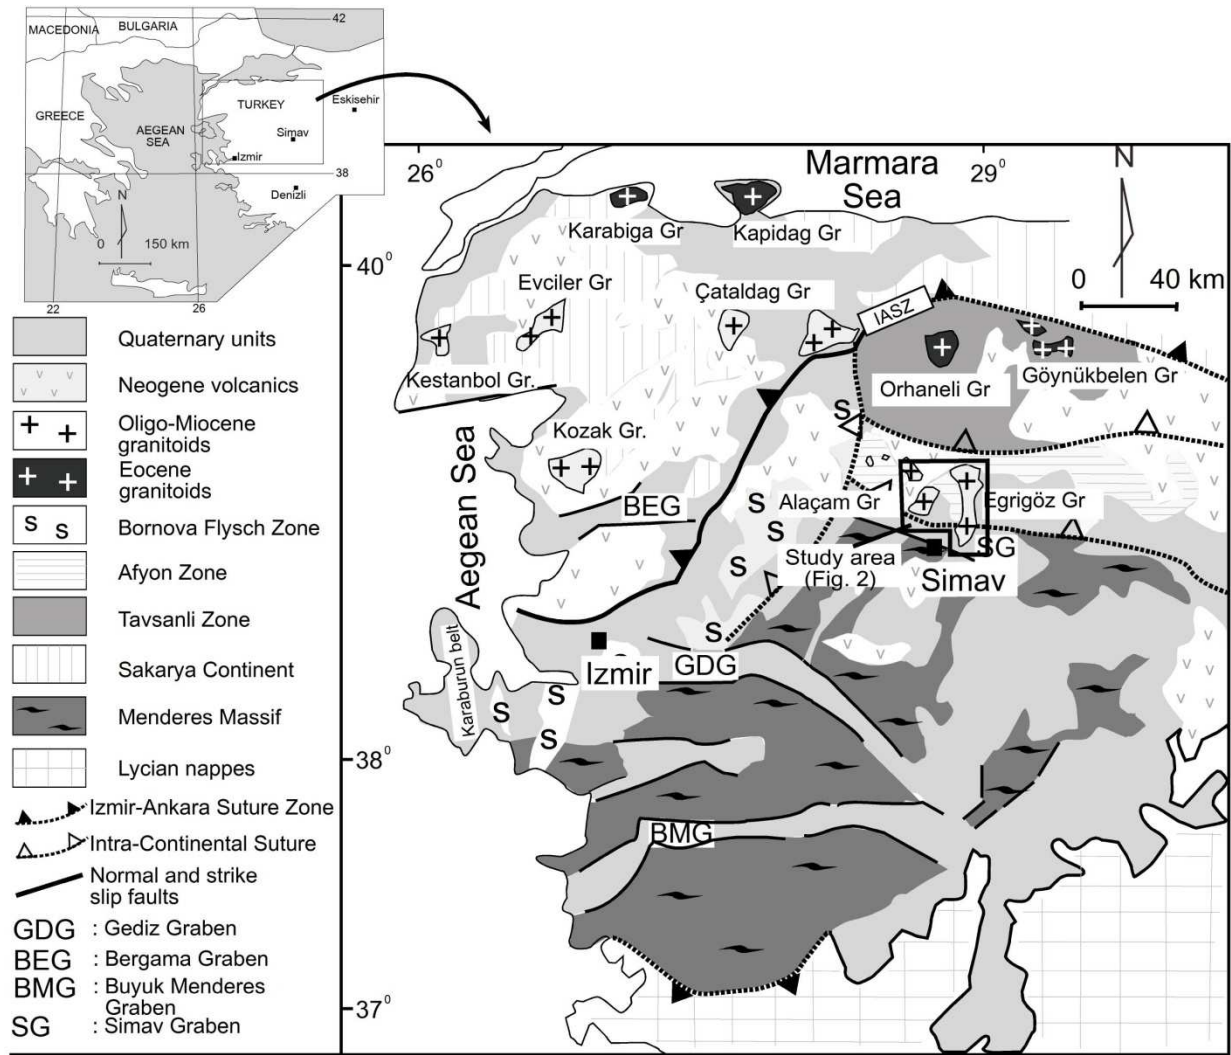 MACEDONIA
BULGARIA
42
GREECE
AEGEAN
SEA
TURKEY
Eskisehir
Simav
Izmir
38
Denizli
N
0 150 km
22
26
Quaternary units
Neogene volcanics
Oligo-Miocene
granitoids
Eocene
granitoids
S S
Bornova Flysch Zone
Afyon Zone
Tavsanli Zone
Sakarya Continent
Menderes Massif
Lycian nappes
Izmir-Ankara Suture Zone
Intra-Continental Suture
Normal and strike
slip faults
GDG : Gediz Graben
BEG : Bergama Graben
BMG : Buyuk Menderes
Graben
SG : Simav Graben
26⁰
Marmara
Sea
29⁰
N
0 40 km
40⁰
38⁰
37⁰
Karabiga Gr
Kapidag Gr
Evciler Gr
Çataldag Gr
IASZ
Kestanbol Gr.
Orhaneli Gr
Göynükbelen Gr
Kozak Gr.
S
Aegean Sea
BEG
S
S
S
S
Alaçam Gr
Egrigöz Gr
Study area
(Fig. 2)
SG
Simav
Izmir
GDG
Karaburun belt
S
S
S
BMG